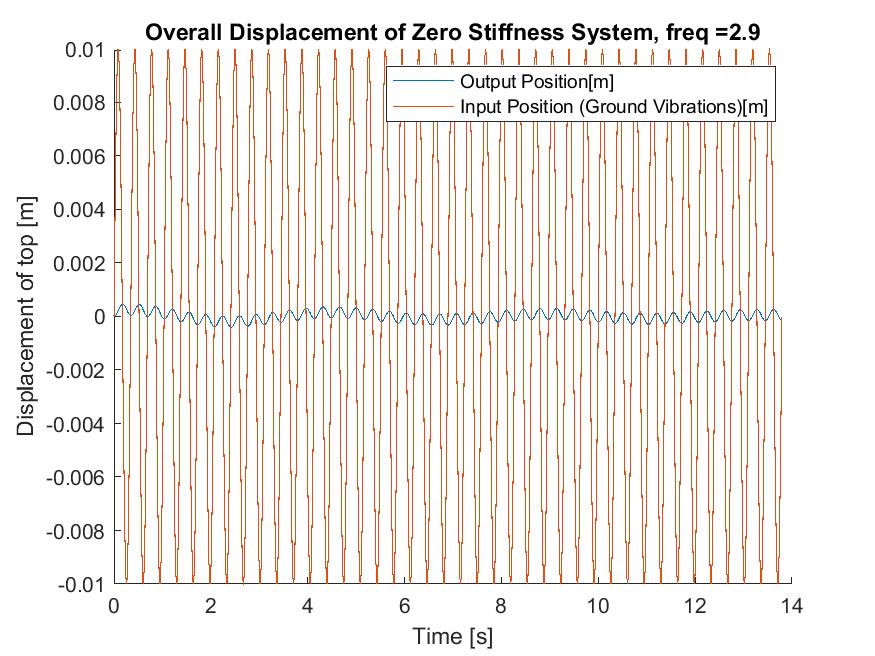 Overall Displacement of Zero Stiffness System, freq =2.9
0.01
0.008
0.006
0.004
0.002
0
-0.002
-0.004
-0.006
-0.008
-0.01
Displacement of top [m]
Output Position[m]
Input Position (Ground Vibrations)[m]
0 2 4 6 8 10 12 14
Time [s]